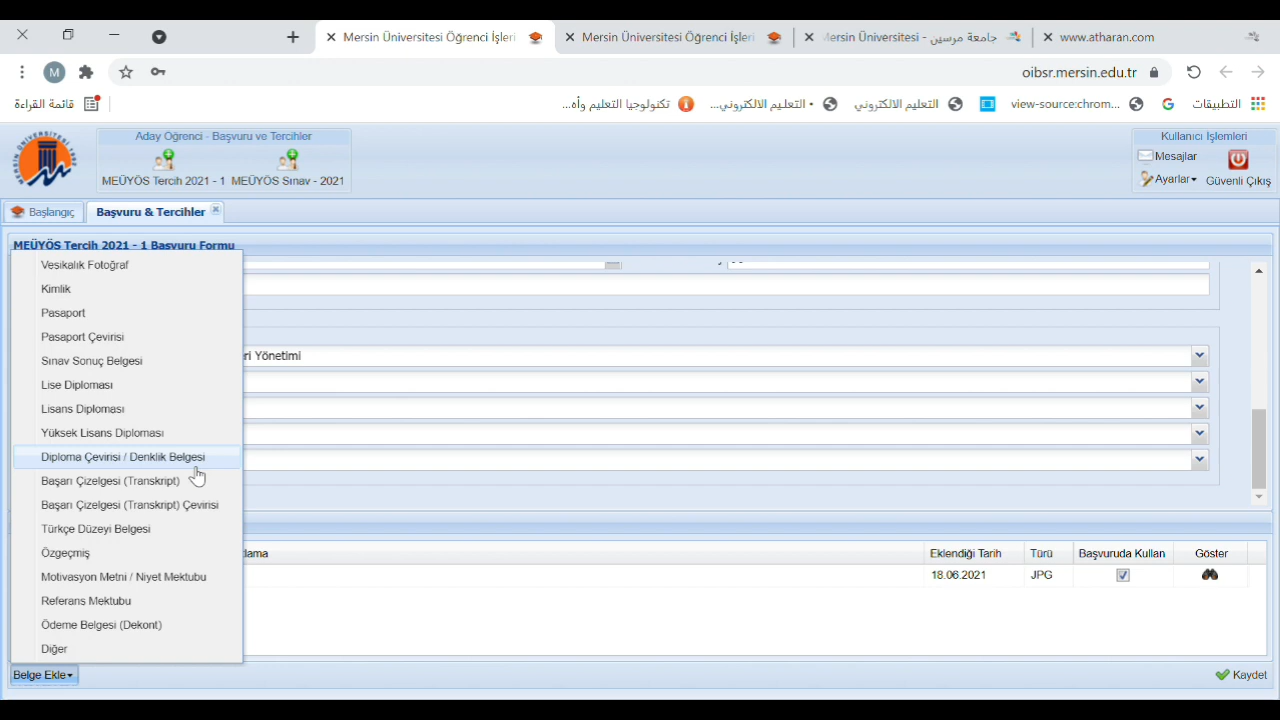 Mersin Üniversitesi Öğrenci İşleri
Mersin Üniversitesi Öğrenci İşleri
جامعة مرسين - Mersin Üniversitesi
www.atharan.com
M
oibsr.mersin.edu.tr
قائمة القراءة
تكنولوجيا التعليم وأه...
التعليم الالكتروني...
التعليم الالكتروني
view-source:chrom...
G
التطبيقات
Aday Öğrenci - Başvuru ve Tercihler
MEÜYÖS Tercih 2021 - 1
MEÜYÖS Sınav - 2021
Kullanıcı İşlemleri
Mesajlar
Ayarlar
Güvenli Çıkış
Başlangıç
Başvuru & Tercihler
MEÜYÖS Tercih 2021 - 1 Başvuru Formu
Vesikalık Fotoğraf
Kimlik
Pasaport
Pasaport Çevirisi
Sınav Sonuç Belgesi
Lise Diploması
Lisans Diploması
Yüksek Lisans Diploması
Diploma Çevirisi / Denklik Belgesi
Başarı Çizelgesi (Transkript)
Başarı Çizelgesi (Transkript) Çevirisi
Türkçe Düzeyi Belgesi
Özgeçmiş
Motivasyon Metni / Niyet Mektubu
Referans Mektubu
Ödeme Belgesi (Dekont)
Diğer
Belge Ekle
ri Yönetimi
lama
Eklendiği Tarih
Türü
Başvuruda Kullan
Göster
18.06.2021
JPG
Kaydet